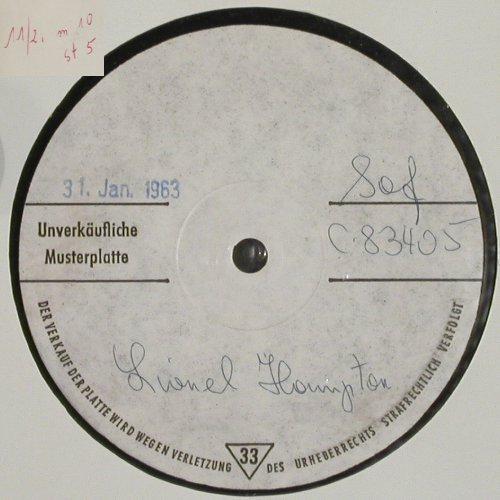 11/2. m 10
st 5
31. Jan. 1963
Unverkäufliche
Musterplatte
C.83405
Lionel Hampton
DER VERKAUF DER PLATTE WIRD WEGEN VERLETZUNG DES URHEBERRECHTS STRAFRECHTLICH VERFOLGT
33